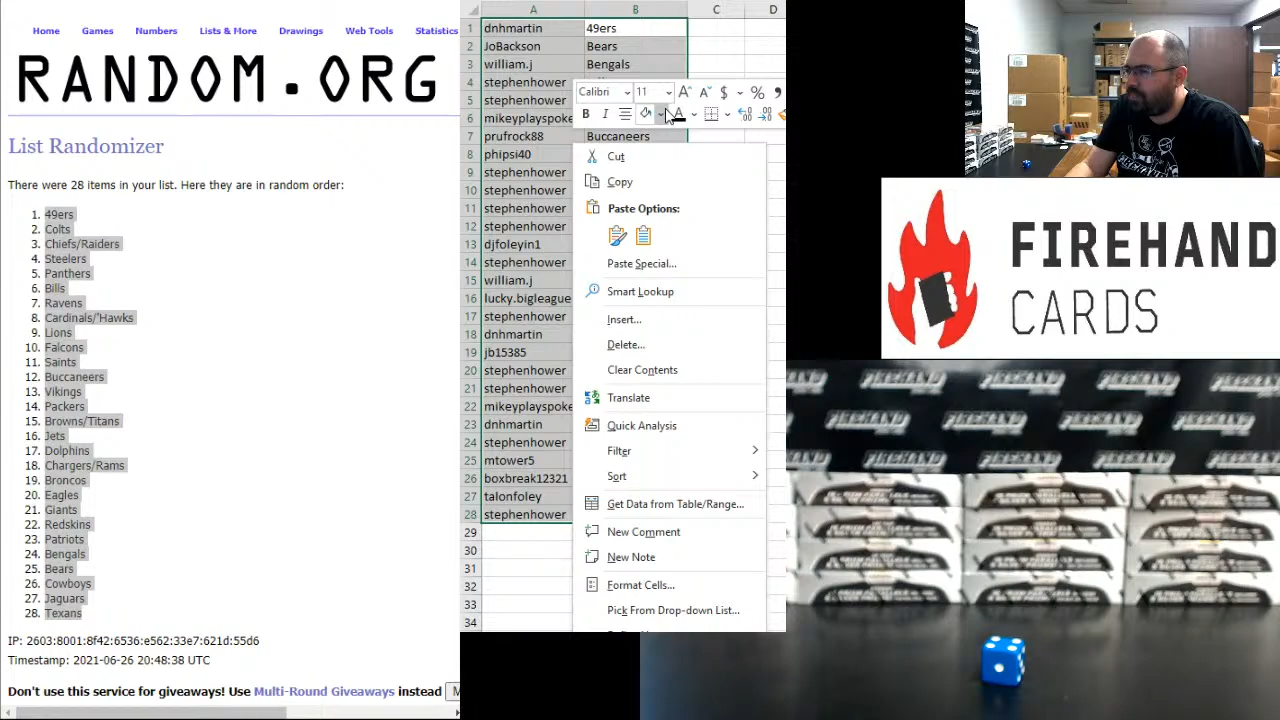 Home Games Numbers Lists & More Drawings Web Tools Statistics
RANDOM.ORG
List Randomizer
There were 28 items in your list. Here they are in random order:
1. 49ers
2. Colts
3. Chiefs/Raiders
4. Steelers
5. Panthers
6. Bills
7. Ravens
8. Cardinals/'Hawks
9. Lions
10. Falcons
11. Saints
12. Buccaneers
13. Vikings
14. Packers
15. Browns/Titans
16. Jets
17. Dolphins
18. Chargers/Rams
19. Broncos
20. Eagles
21. Giants
22. Redskins
23. Patriots
24. Bengals
25. Bears
26. Cowboys
27. Jaguars
28. Texans
IP: 2603:8001:8f42:6536:e562:33e7:621d:55d6
Timestamp: 2021-06-26 20:48:38 UTC
Don't use this service for giveaways! Use Multi-Round Giveaways instead
A B C D
1 dnhmartin 49ers
2 JoBackson Bears
3 william.j Bengals
4 stephenhower
5 stephenhower
6 mikeyplayspoke
7 prufrock88 Buccaneers
8 phipsi40
9 stephenhower
10 stephenhower
11 stephenhower
12 stephenhower
13 djfoleyin1
14 stephenhower
15 william.j
16 lucky.bigleague
17 stephenhower
18 dnhmartin
19 jb15385
20 stephenhower
21 stephenhower
22 mikeyplayspoke
23 dnhmartin
24 stephenhower
25 mtower5
26 boxbreak12321
27 talonfoley
28 stephenhower
29
30
31
32
33
34
Calibri 11 A A $ % ,
B I A
Cut
Copy
Paste Options:
Paste Special...
Smart Lookup
Insert...
Delete...
Clear Contents
Translate
Quick Analysis
Filter
Sort
Get Data from Table/Range...
New Comment
New Note
Format Cells...
Pick From Drop-down List...
FIREHAND
CARDS
FIREHAND FIREHAND FIREHAND
FIREHAND FIREHAND FIREHAND
FIREHAND FIREHAND FIREHAND